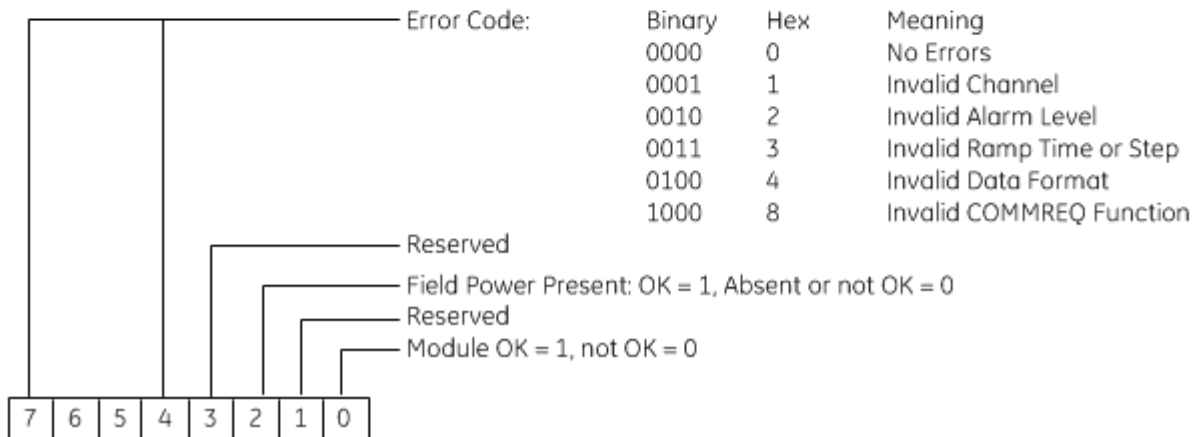 Error Code: Binary Hex Meaning
0000 0 No Errors
0001 1 Invalid Channel
0010 2 Invalid Alarm Level
0011 3 Invalid Ramp Time or Step
0100 4 Invalid Data Format
1000 8 Invalid COMMREQ Function
Reserved
Field Power Present: OK = 1, Absent or not OK = 0
Reserved
Module OK = 1, not OK = 0
7 6 5 4 3 2 1 0